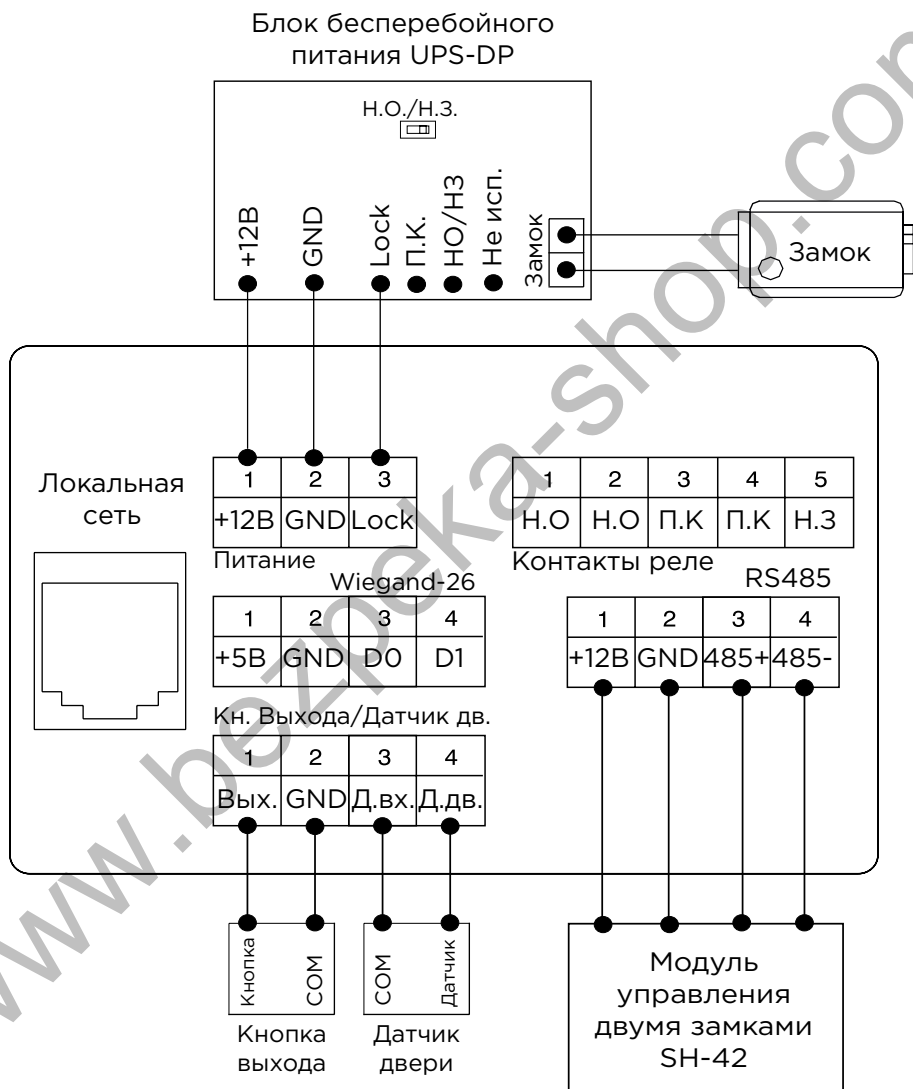 Блок бесперебойного
питания UPS-DP
Н.О./Н.З.
+12В
GND
Lock
П.К.
НО/НЗ
Не исп.
Замок
Замок
Локальная
сеть
1 2 3
+12В GND Lock
Питание
1 2 3 4 5
Н.О Н.О П.К П.К Н.З
Контакты реле
Wiegand-26
1 2 3 4
+5В GND D0 D1
RS485
1 2 3 4
+12В GND 485+ 485-
Кн. Выхода/Датчик дв.
1 2 3 4
Вых. GND Д.вх. Д.дв.
Кнопка
COM
COM
Датчик
Кнопка
выхода
Датчик
двери
Модуль
управления
двумя замками
SH-42
www.bezpeka-shop.com